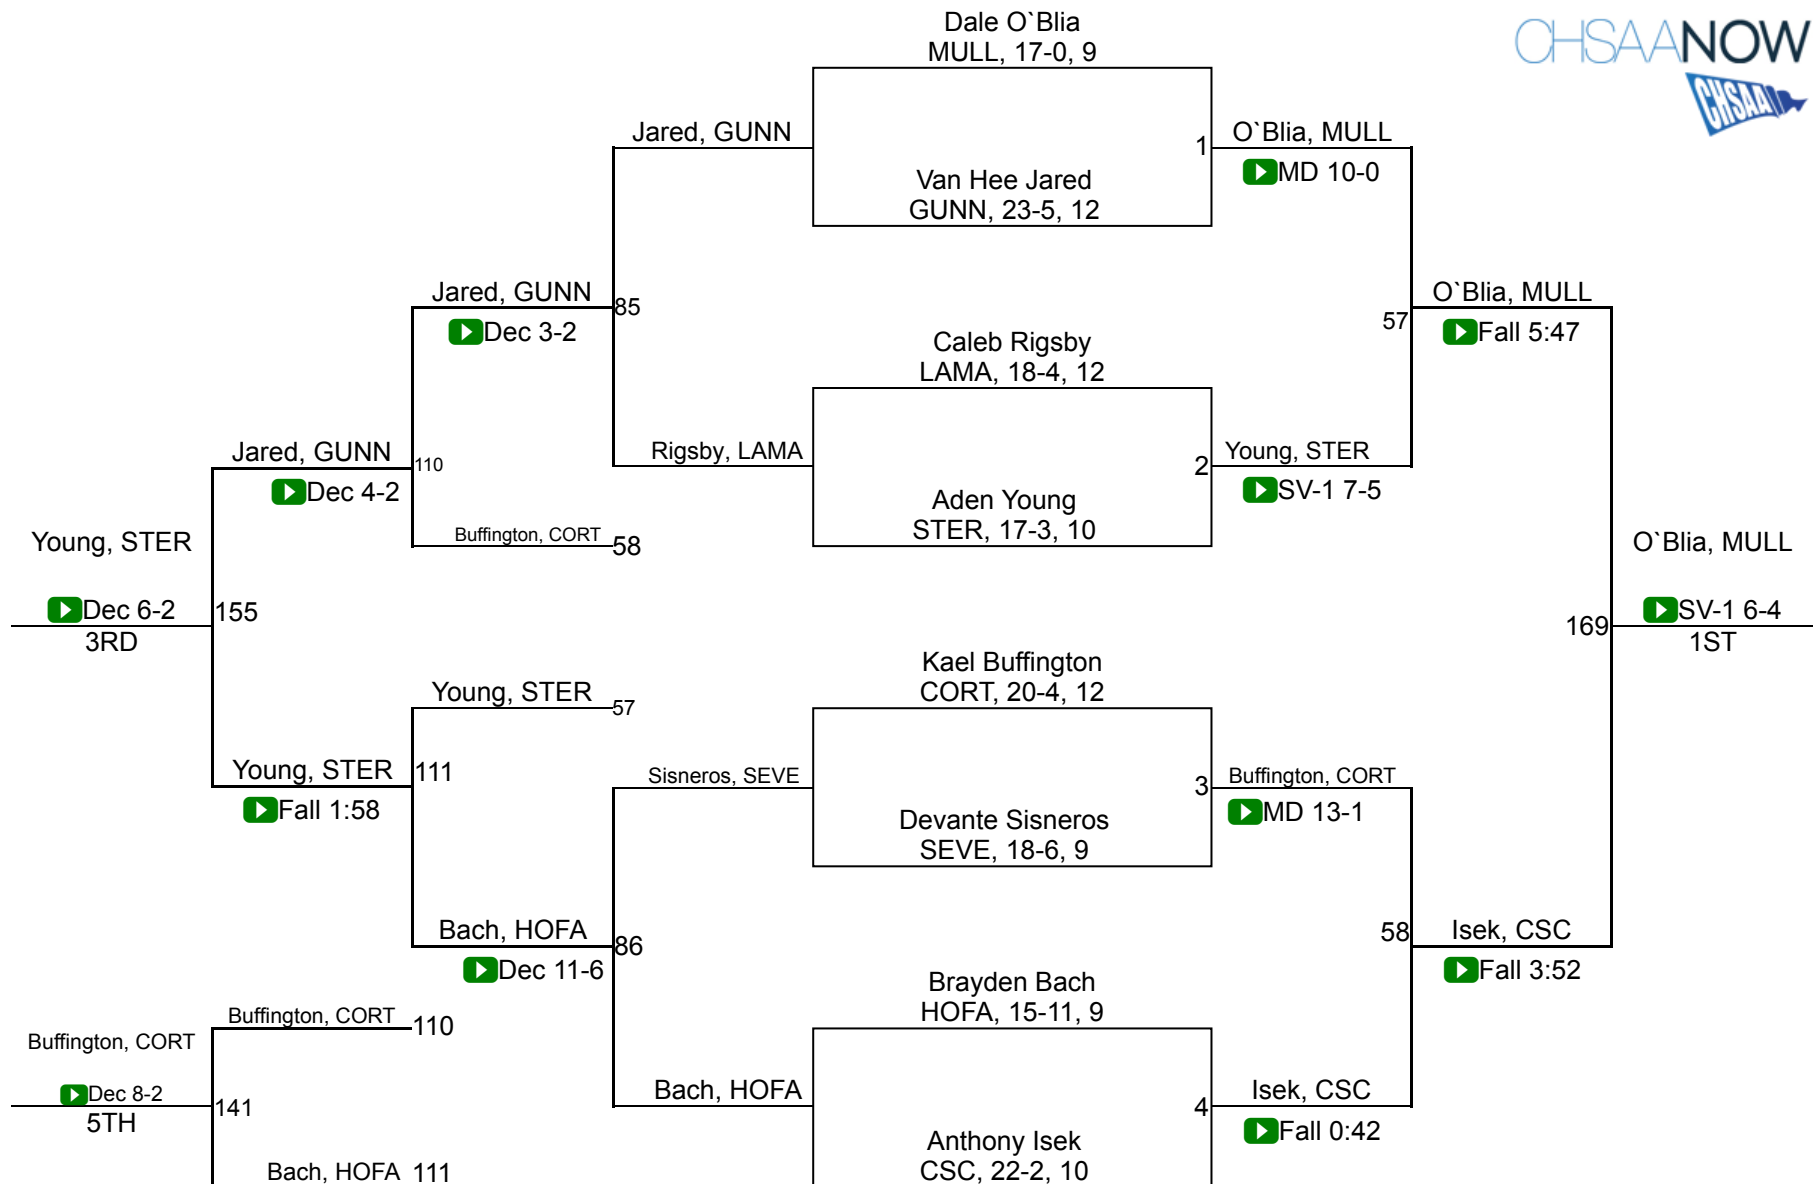 CHSAANOW
CHSAA
Dale O`Blia
MULL, 17-0, 9
Jared, GUNN
1
O`Blia, MULL
MD 10-0
Van Hee Jared
GUNN, 23-5, 12
Jared, GUNN
85
Dec 3-2
57
O`Blia, MULL
Fall 5:47
Caleb Rigsby
LAMA, 18-4, 12
Jared, GUNN
110
Dec 4-2
Rigsby, LAMA
2
Young, STER
SV-1 7-5
Aden Young
STER, 17-3, 10
Buffington, CORT
58
Young, STER
Dec 6-2
3RD
155
O`Blia, MULL
169
SV-1 6-4
1ST
Kael Buffington
CORT, 20-4, 12
Young, STER
57
Young, STER
111
Fall 1:58
Sisneros, SEVE
3
Buffington, CORT
MD 13-1
Devante Sisneros
SEVE, 18-6, 9
Bach, HOFA
86
Dec 11-6
58
Isek, CSC
Fall 3:52
Brayden Bach
HOFA, 15-11, 9
Buffington, CORT
110
Buffington, CORT
Dec 8-2
5TH
141
Bach, HOFA
4
Isek, CSC
Fall 0:42
Anthony Isek
CSC, 22-2, 10
Bach, HOFA
111